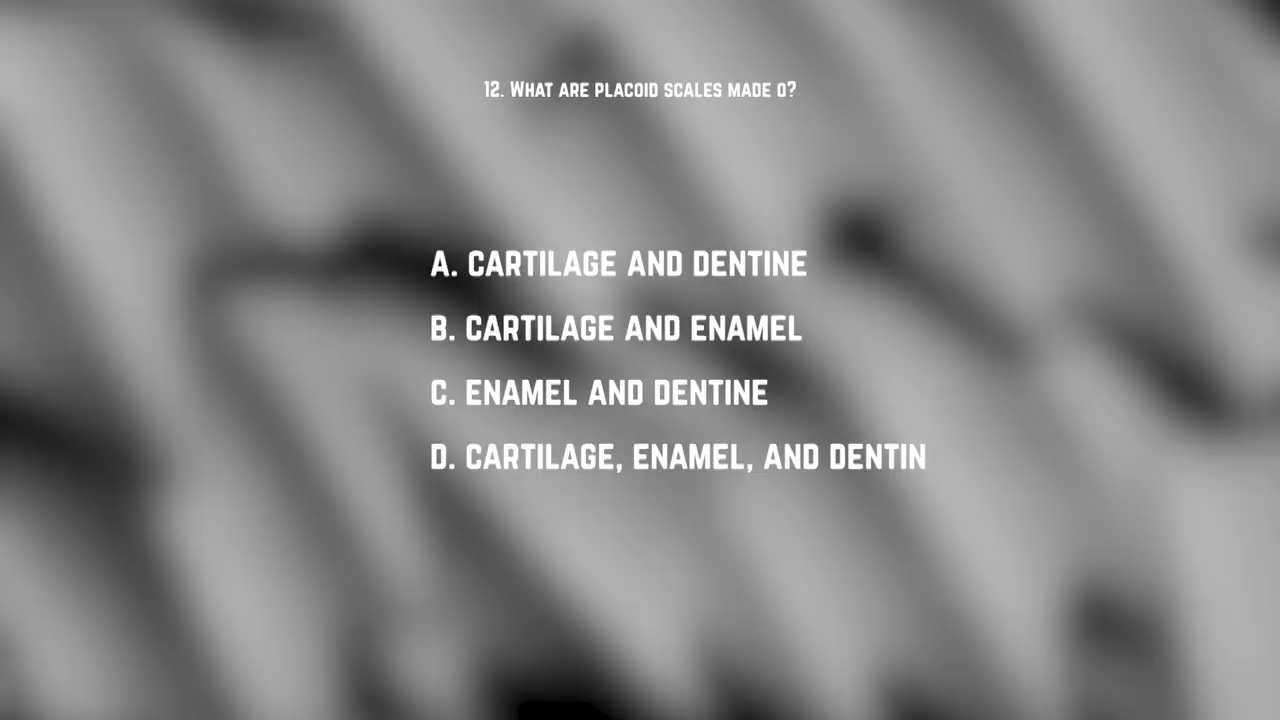 12. What are placoid scales made o?
A. CARTILAGE AND DENTINE
B. CARTILAGE AND ENAMEL
C. ENAMEL AND DENTINE
D. CARTILAGE, ENAMEL, AND DENTIN